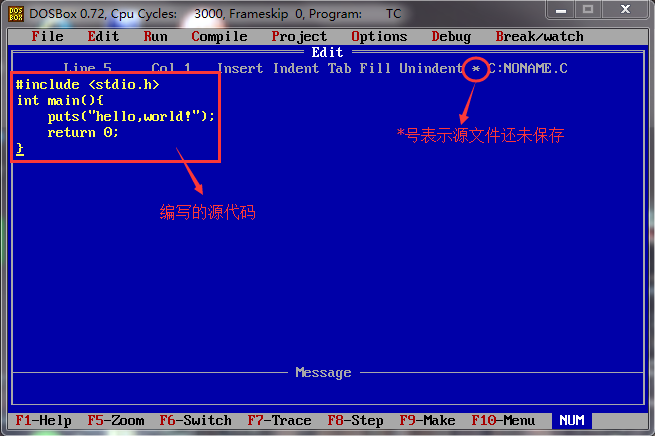 DOSBox 0.72, Cpu Cycles: 3000, Frameskip 0, Program: TC
File Edit Run Compile Project Options Debug Break/watch
Edit
Line 5 Col 1 Insert Indent Tab Fill Unindent * C:NONAME.C
#include <stdio.h>
int main(){
puts("hello,world!");
return 0;
}
*号表示源文件还未保存
编写的源代码
Message
F1-Help F5-Zoom F6-Switch F7-Trace F8-Step F9-Make F10-Menu NUM